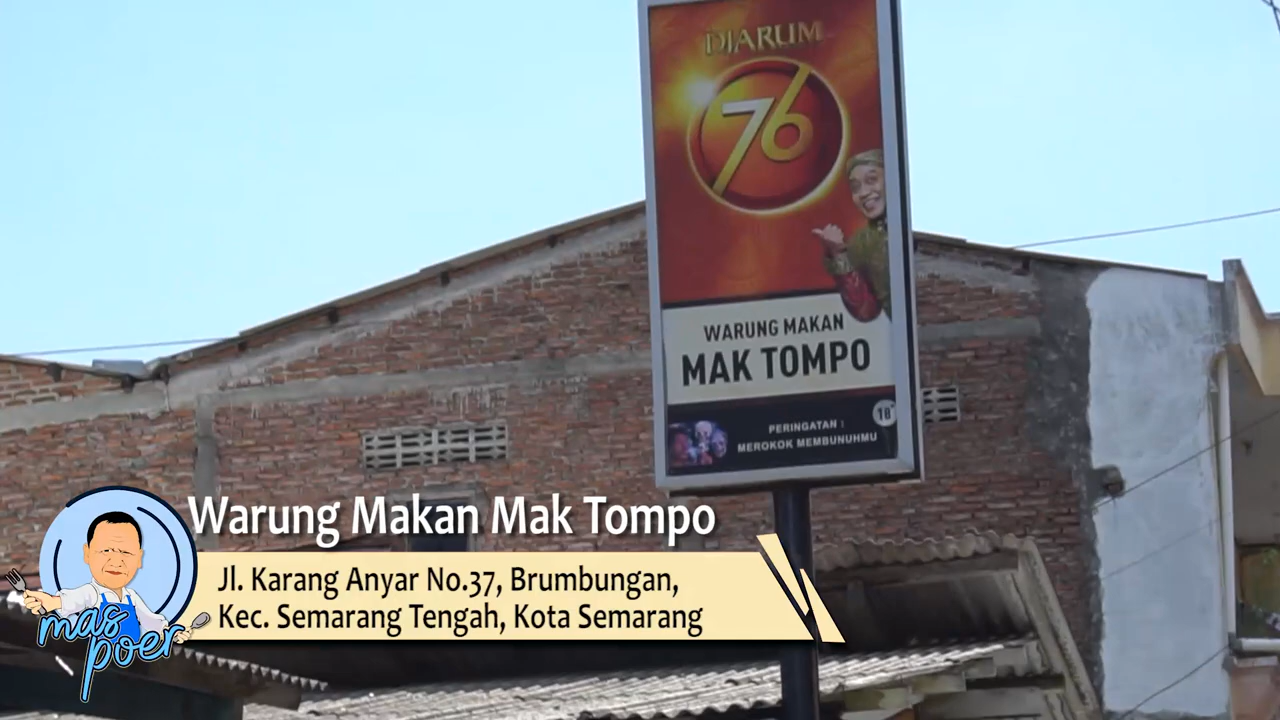 DJARUM
76
WARUNG MAKAN
MAK TOMPO
18+
PERINGATAN :
MEROKOK MEMBUNUHMU
Warung Makan Mak Tompo
Jl. Karang Anyar No.37, Brumbungan,
Kec. Semarang Tengah, Kota Semarang
mas
poer